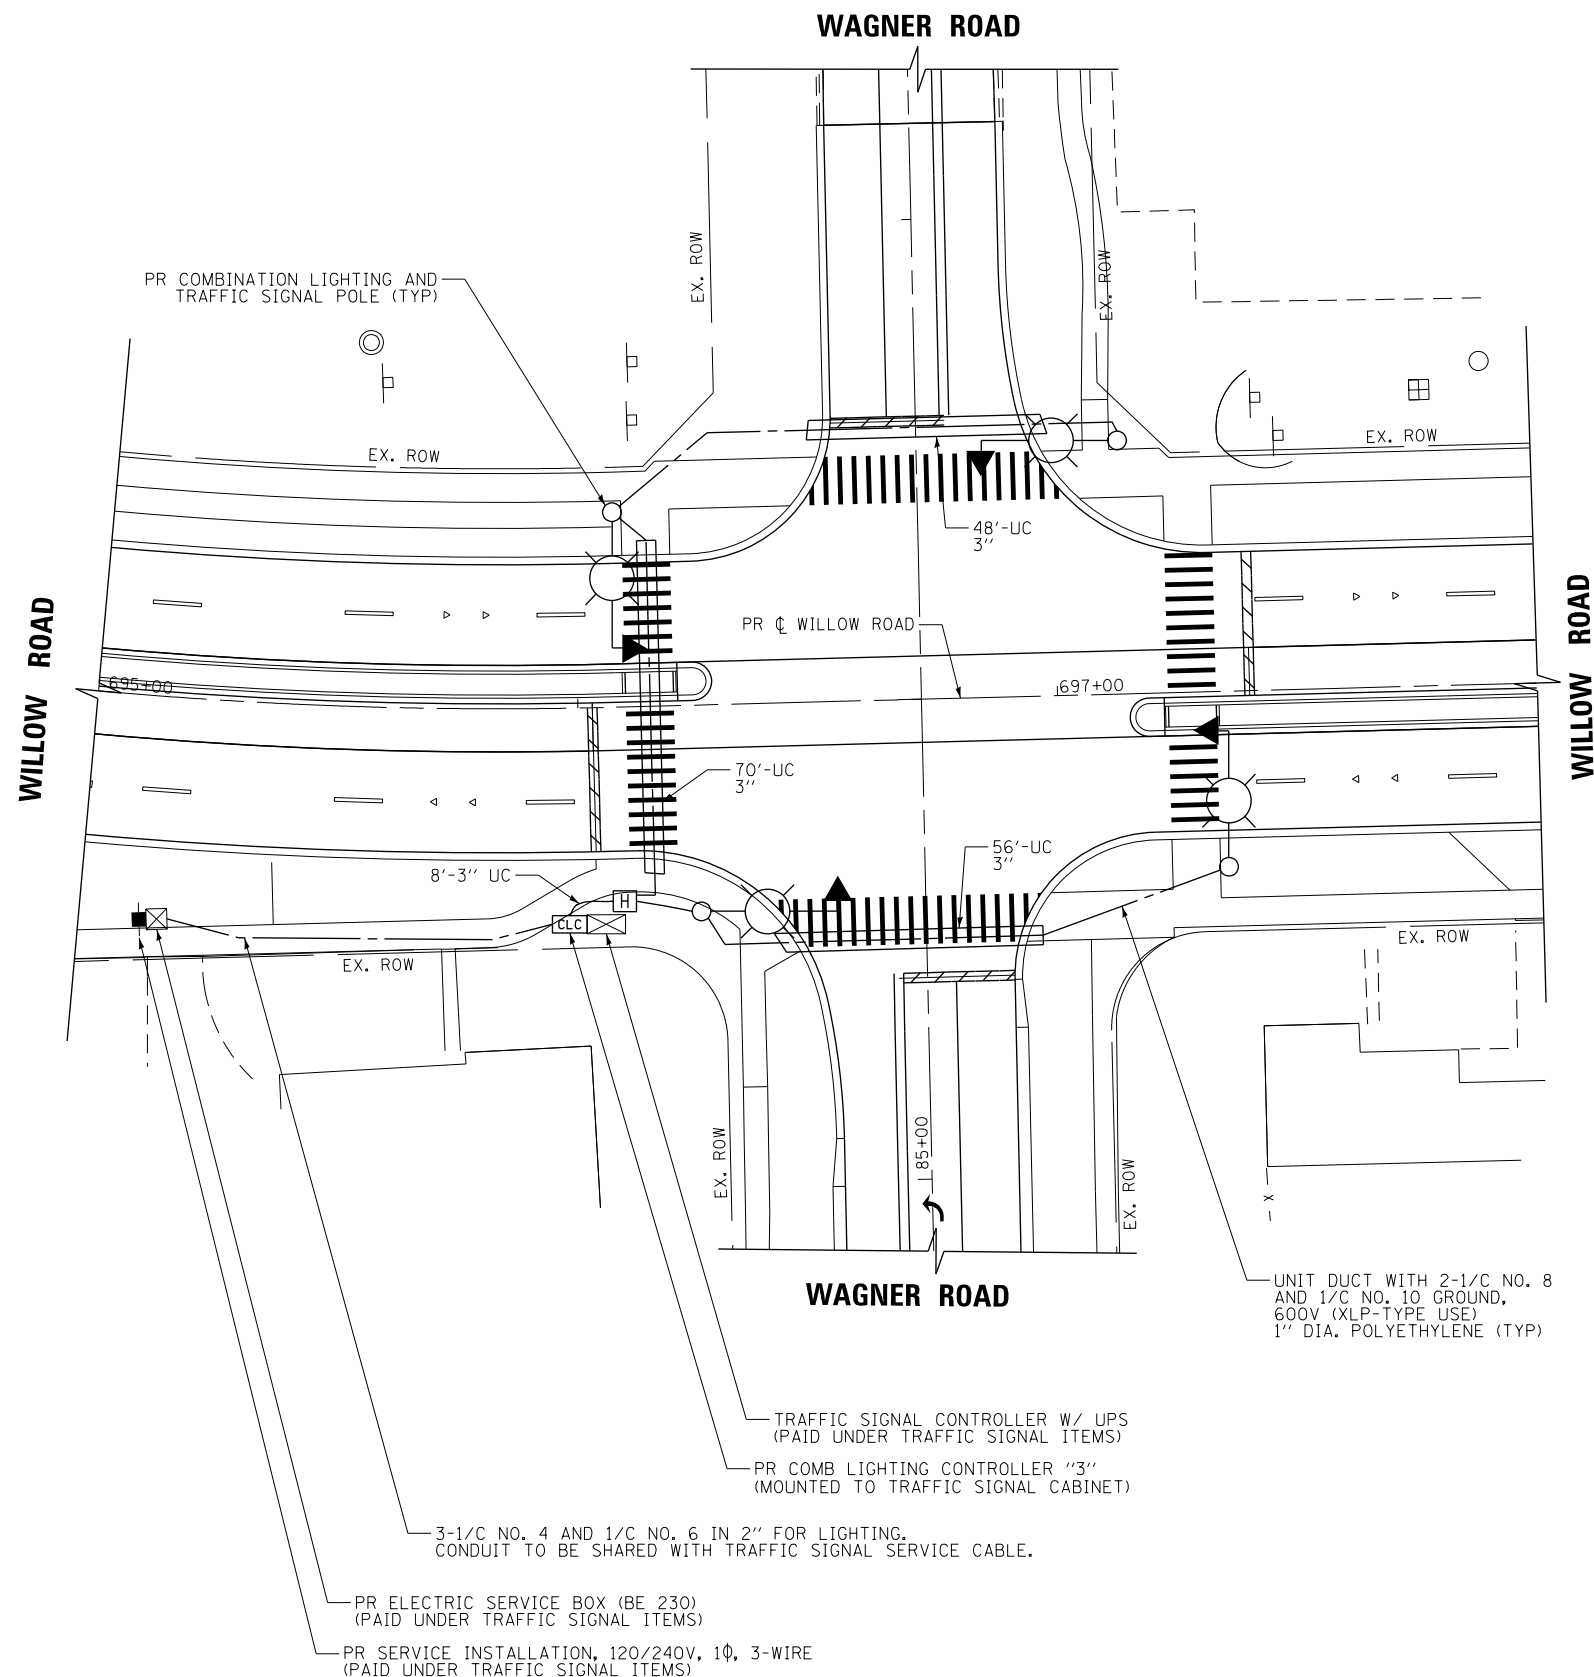 WAGNER ROAD
PR COMBINATION LIGHTING AND
TRAFFIC SIGNAL POLE (TYP)
EX. ROW
EX. ROW
EX. ROW
EX. ROW
48'-UC
3"
WILLOW ROAD
PR ℄ WILLOW ROAD
WILLOW ROAD
695+00
697+00
70'-UC
3"
8'-3" UC
56'-UC
3"
H
CLC
EX. ROW
EX. ROW
EX. ROW
85+00
EX. ROW
X
WAGNER ROAD
UNIT DUCT WITH 2-1/C NO. 8
AND 1/C NO. 10 GROUND,
600V (XLP-TYPE USE)
1" DIA. POLYETHYLENE (TYP)
TRAFFIC SIGNAL CONTROLLER W/ UPS
(PAID UNDER TRAFFIC SIGNAL ITEMS)
PR COMB LIGHTING CONTROLLER "3"
(MOUNTED TO TRAFFIC SIGNAL CABINET)
3-1/C NO. 4 AND 1/C NO. 6 IN 2" FOR LIGHTING.
CONDUIT TO BE SHARED WITH TRAFFIC SIGNAL SERVICE CABLE.
PR ELECTRIC SERVICE BOX (BE 230)
(PAID UNDER TRAFFIC SIGNAL ITEMS)
PR SERVICE INSTALLATION, 120/240V, 1ϕ, 3-WIRE
(PAID UNDER TRAFFIC SIGNAL ITEMS)